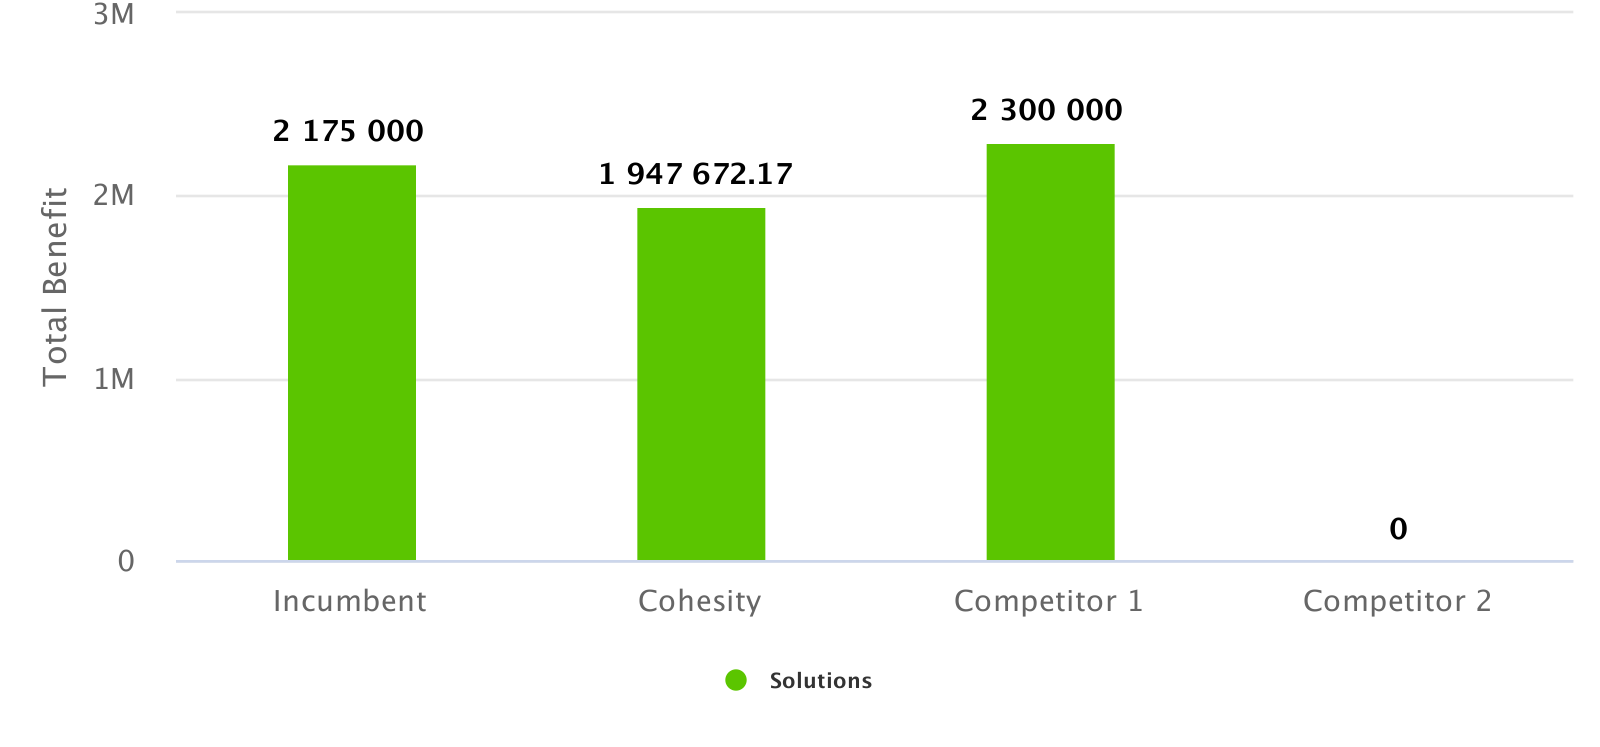 3M
2M
1M
0
Total Benefit
2 175 000
1 947 672.17
2 300 000
0
Incumbent
Cohesity
Competitor 1
Competitor 2
Solutions